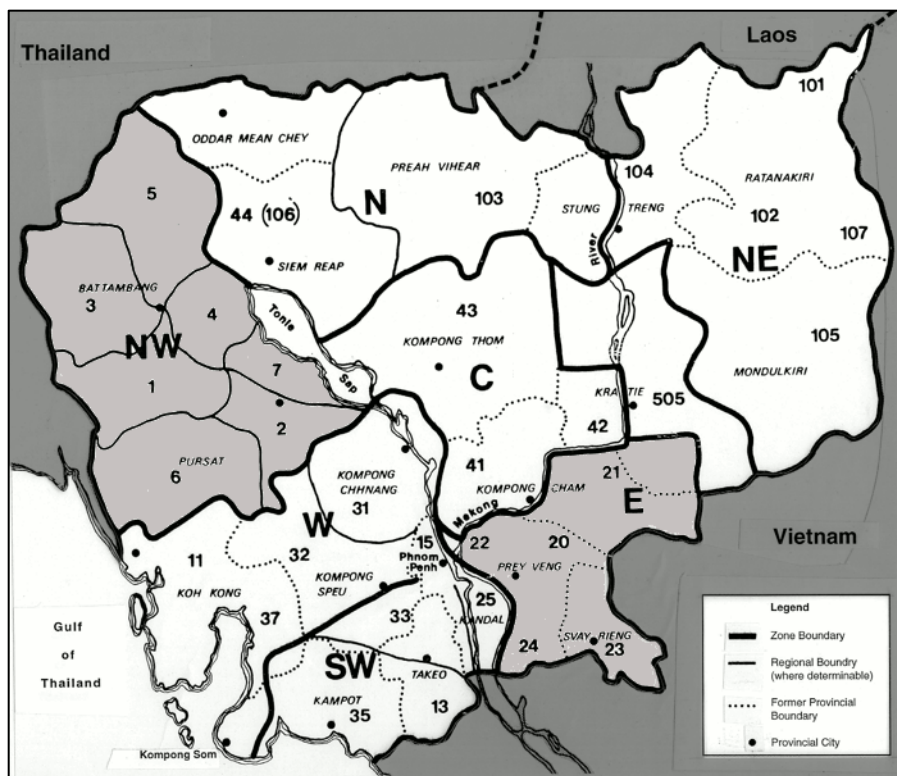 Thailand
Laos
101
ODDAR MEAN CHEY
PREAH VIHEAR
104
RATANAKIRI
5
N
103
STUNG TRENG
102
107
44 (106)
NE
SIEM REAP
River
BATTAMBANG
3
4
43
105
Tonle
KOMPONG THOM
NW
MONDULKIRI
7
Sap
C
1
KRATIE
505
2
42
PURSAT
6
41
21
KOMPONG CHHNANG
31
KOMPONG CHAM
E
Mekong
W
15
22
20
Vietnam
11
32
Phnom
Penh
PREY VENG
KOH KONG
KOMPONG
SPEU
25
KANDAL
37
33
24
SVAY RIENG
23
Gulf
of
Thailand
SW
TAKEO
KAMPOT
35
13
Kompong Som
Legend
Zone Boundary
Regional Boundry
(where determinable)
Former Provincial
Boundary
Provincial City